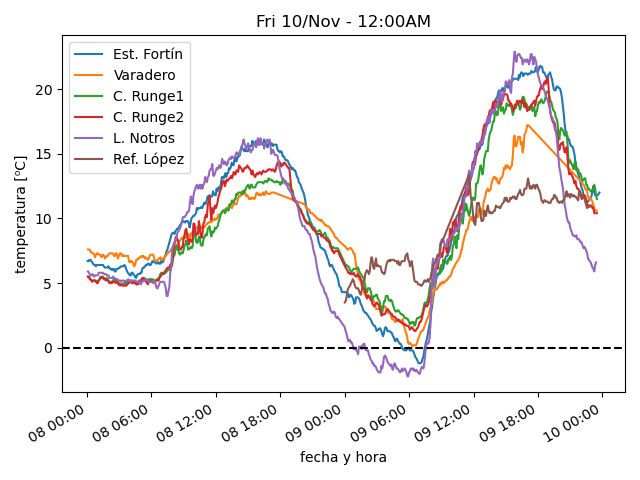 Fri 10/Nov - 12:00AM
Est. Fortín
Varadero
C. Runge1
C. Runge2
L. Notros
Ref. López
temperatura [ºC]
20
15
10
5
0
08 00:00
08 06:00
08 12:00
08 18:00
09 00:00
09 06:00
09 12:00
09 18:00
10 00:00
fecha y hora